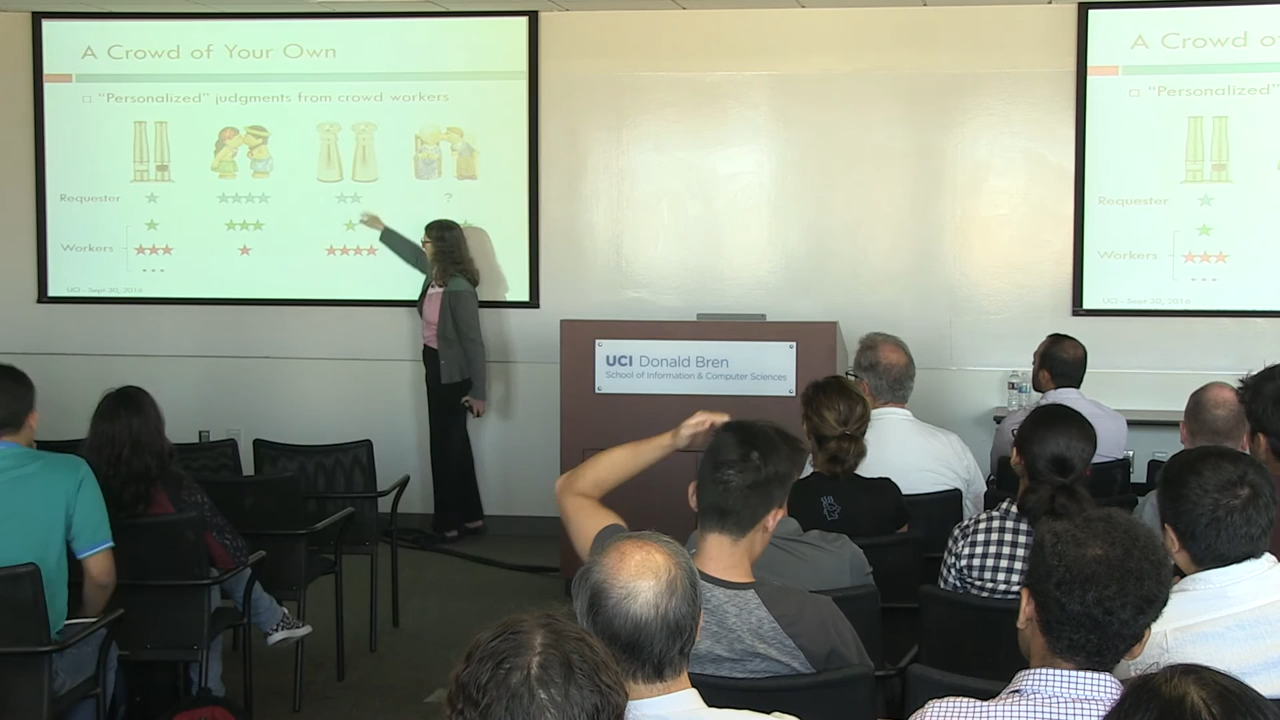 A Crowd of Your Own
□ "Personalized" judgments from crowd workers
Requester
?
Workers
...
UCI - Sept 30, 2016
A Crowd o
□ "Personalized"
Requester
Workers
...
UCI - Sept 30, 2016
UCI Donald Bren
School of Information & Computer Sciences